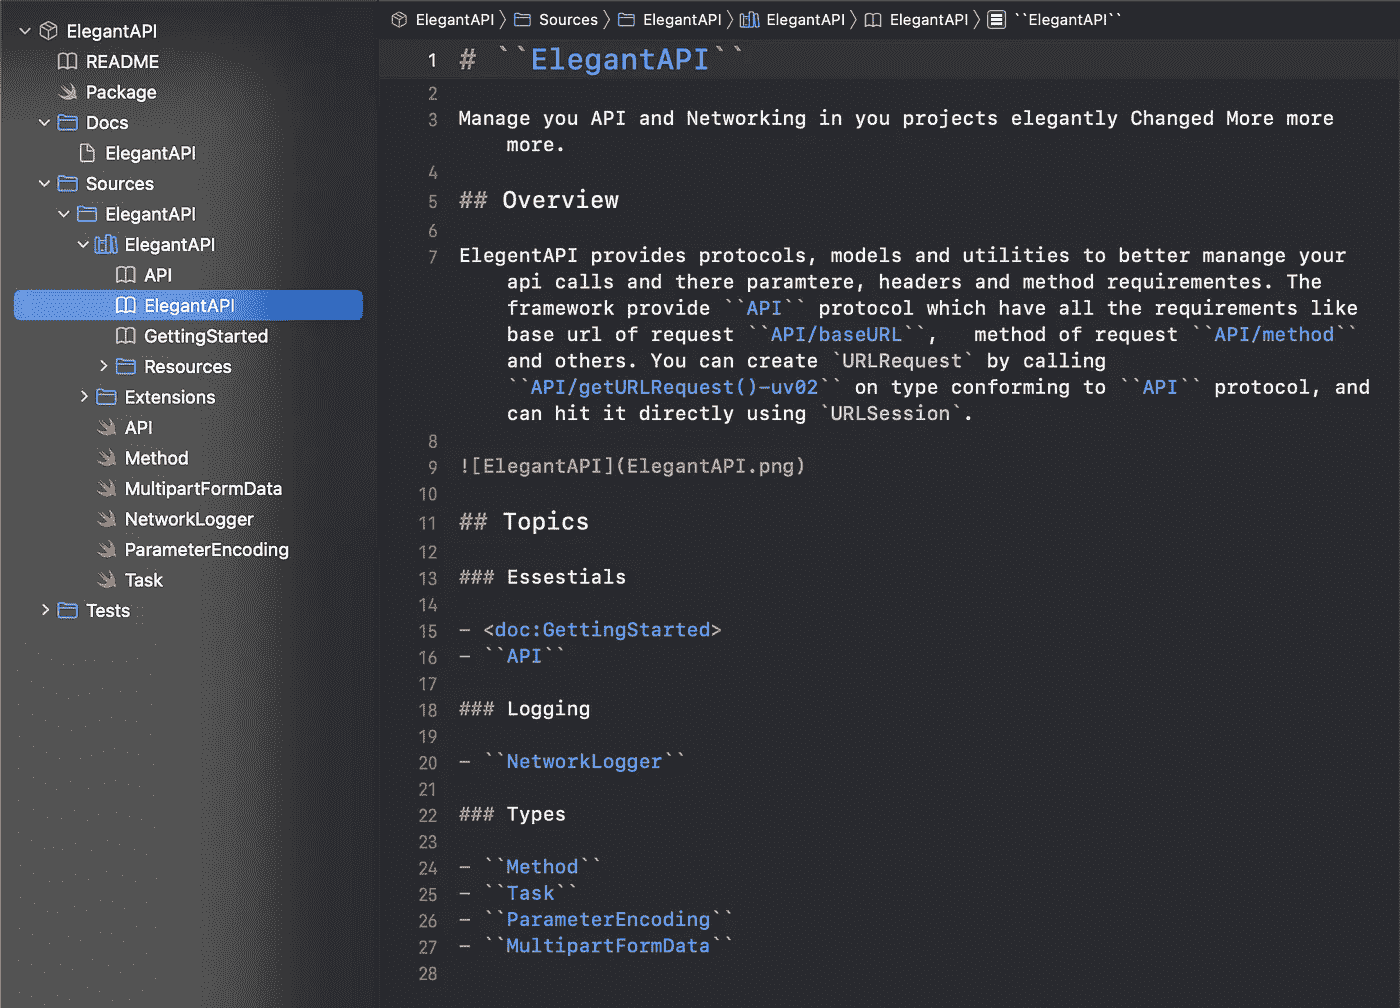 ElegantAPI
README
Package
Docs
ElegantAPI
Sources
ElegantAPI
ElegantAPI
API
ElegantAPI
GettingStarted
Resources
Extensions
API
Method
MultipartFormData
NetworkLogger
ParameterEncoding
Task
Tests
ElegantAPI Sources ElegantAPI ElegantAPI ElegantAPI ``ElegantAPI``
1 # ``ElegantAPI``
2
3 Manage you API and Networking in you projects elegantly Changed More more
more.
4
5 ## Overview
6
7 ElegentAPI provides protocols, models and utilities to better manange your
api calls and there paramtere, headers and method requirementes. The
framework provide ``API`` protocol which have all the requirements like
base url of request ``API/baseURL``,   method of request ``API/method``
and others. You can create `URLRequest` by calling
``API/getURLRequest()-uv02`` on type conforming to ``API`` protocol, and
can hit it directly using `URLSession`.
8
9 ![ElegantAPI](ElegantAPI.png)
10
11 ## Topics
12
13 ### Essestials
14
15 - <doc:GettingStarted>
16 - ``API``
17
18 ### Logging
19
20 - ``NetworkLogger``
21
22 ### Types
23
24 - ``Method``
25 - ``Task``
26 - ``ParameterEncoding``
27 - ``MultipartFormData``
28